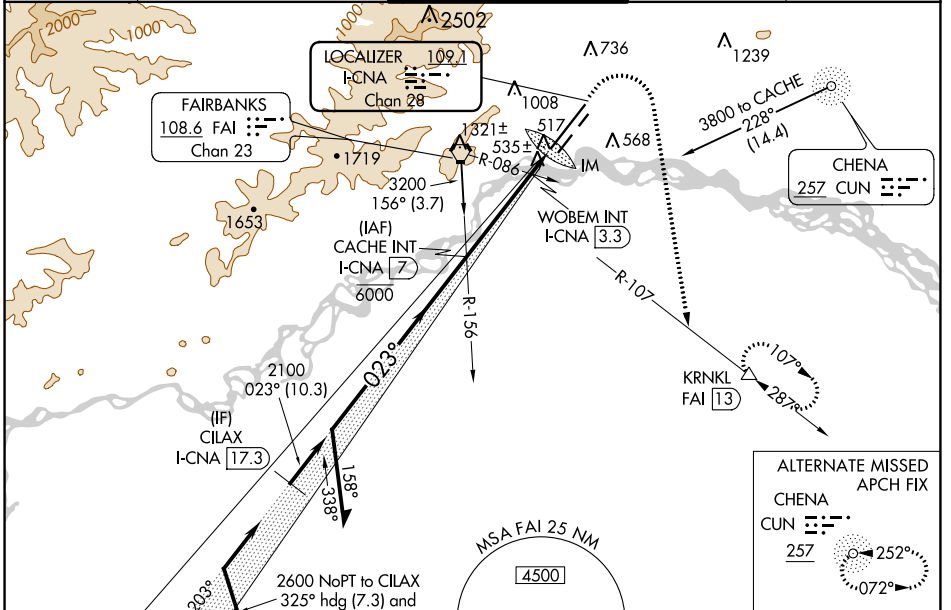 2000
1000
2502
1000
LOCALIZER 109.1
I-CNA
Chan 28
736
1239
1008
FAIRBANKS
108.6 FAI
Chan 23
1321±
517
535±
568
R-086
IM
3800 to CACHE
228°
(14.4)
CHENA
257 CUN
1719
1653
3200
156° (3.7)
(IAF)
CACHE INT
I-CNA 7
6000
WOBEM INT
I-CNA 3.3
R-156
R-107
023°
2100
023° (10.3)
(IF)
CILAX
I-CNA 17.3
KRNKL
FAI 13
107°
287°
158°
338°
203°
2600 NoPT to CILAX
325° hdg (7.3) and
MSA FAI 25 NM
4500
ALTERNATE MISSED
APCH FIX
CHENA
CUN
257
252°
072°